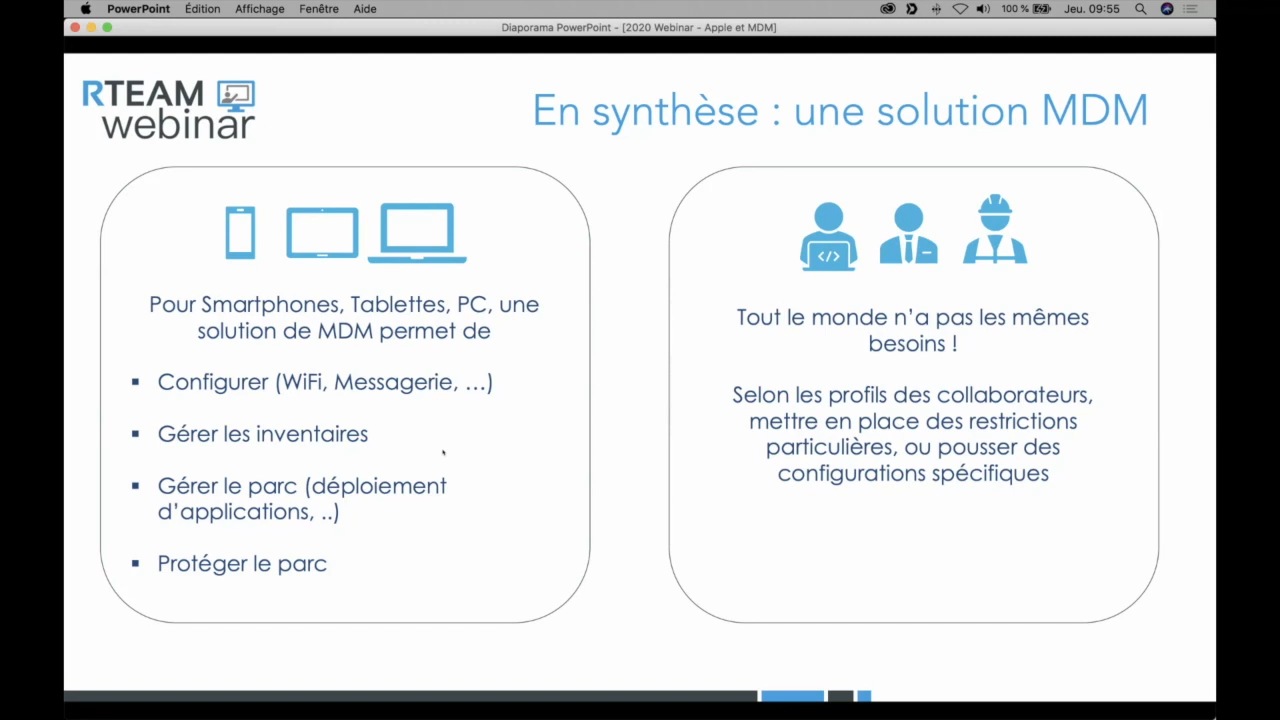 PowerPoint Édition Affichage Fenêtre Aide 100 % Jeu. 09:55
Diaporama PowerPoint - [2020 Webinar - Apple et MDM]
RTEAM
webinar
En synthèse : une solution MDM
Pour Smartphones, Tablettes, PC, une
solution de MDM permet de
▪ Configurer (WiFi, Messagerie, …)
▪ Gérer les inventaires
▪ Gérer le parc (déploiement
d’applications, ..)
▪ Protéger le parc
</>
Tout le monde n’a pas les mêmes
besoins !
Selon les profils des collaborateurs,
mettre en place des restrictions
particulières, ou pousser des
configurations spécifiques